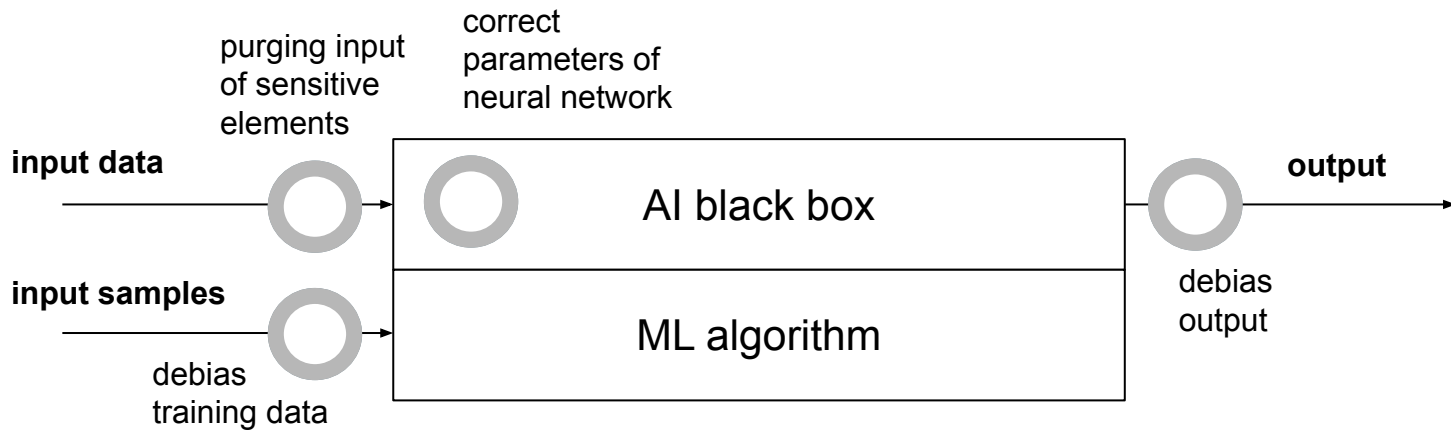 purging input
of sensitive
elements
correct
parameters of
neural network
input data
AI black box
output
input samples
ML algorithm
debias
output
debias
training data